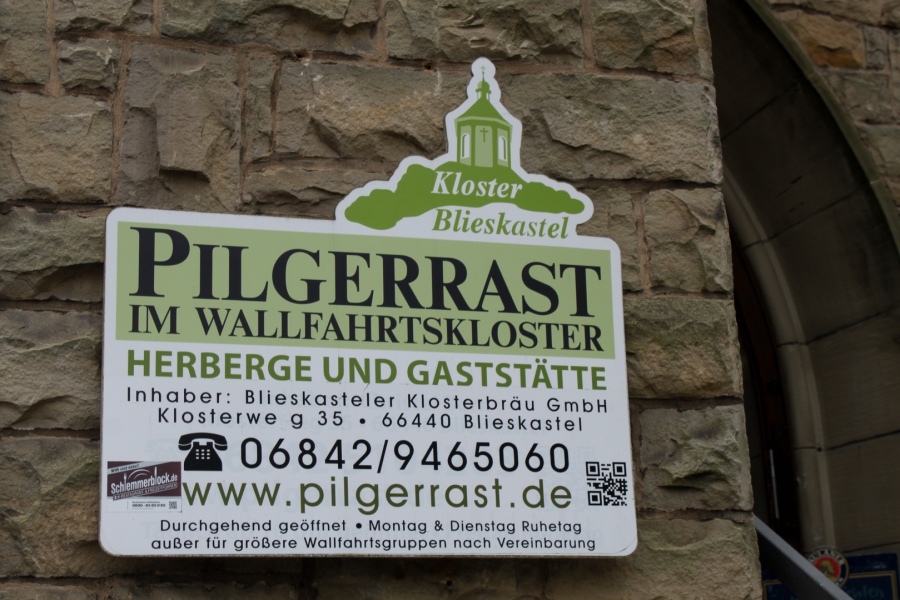 Kloster
Blieskastel
PILGERRAST
IM WALLFAHRTSKLOSTER
HERBERGE UND GASTSTÄTTE
Inhaber: Blieskasteler Klosterbräu GmbH
Klosterwe g 35 • 66440 Blieskastel
06842/9465060
Schlemmerblock.de
www.pilgerrast.de
Durchgehend geöffnet • Montag & Dienstag Ruhetag
außer für größere Wallfahrtsgruppen nach Vereinbarung